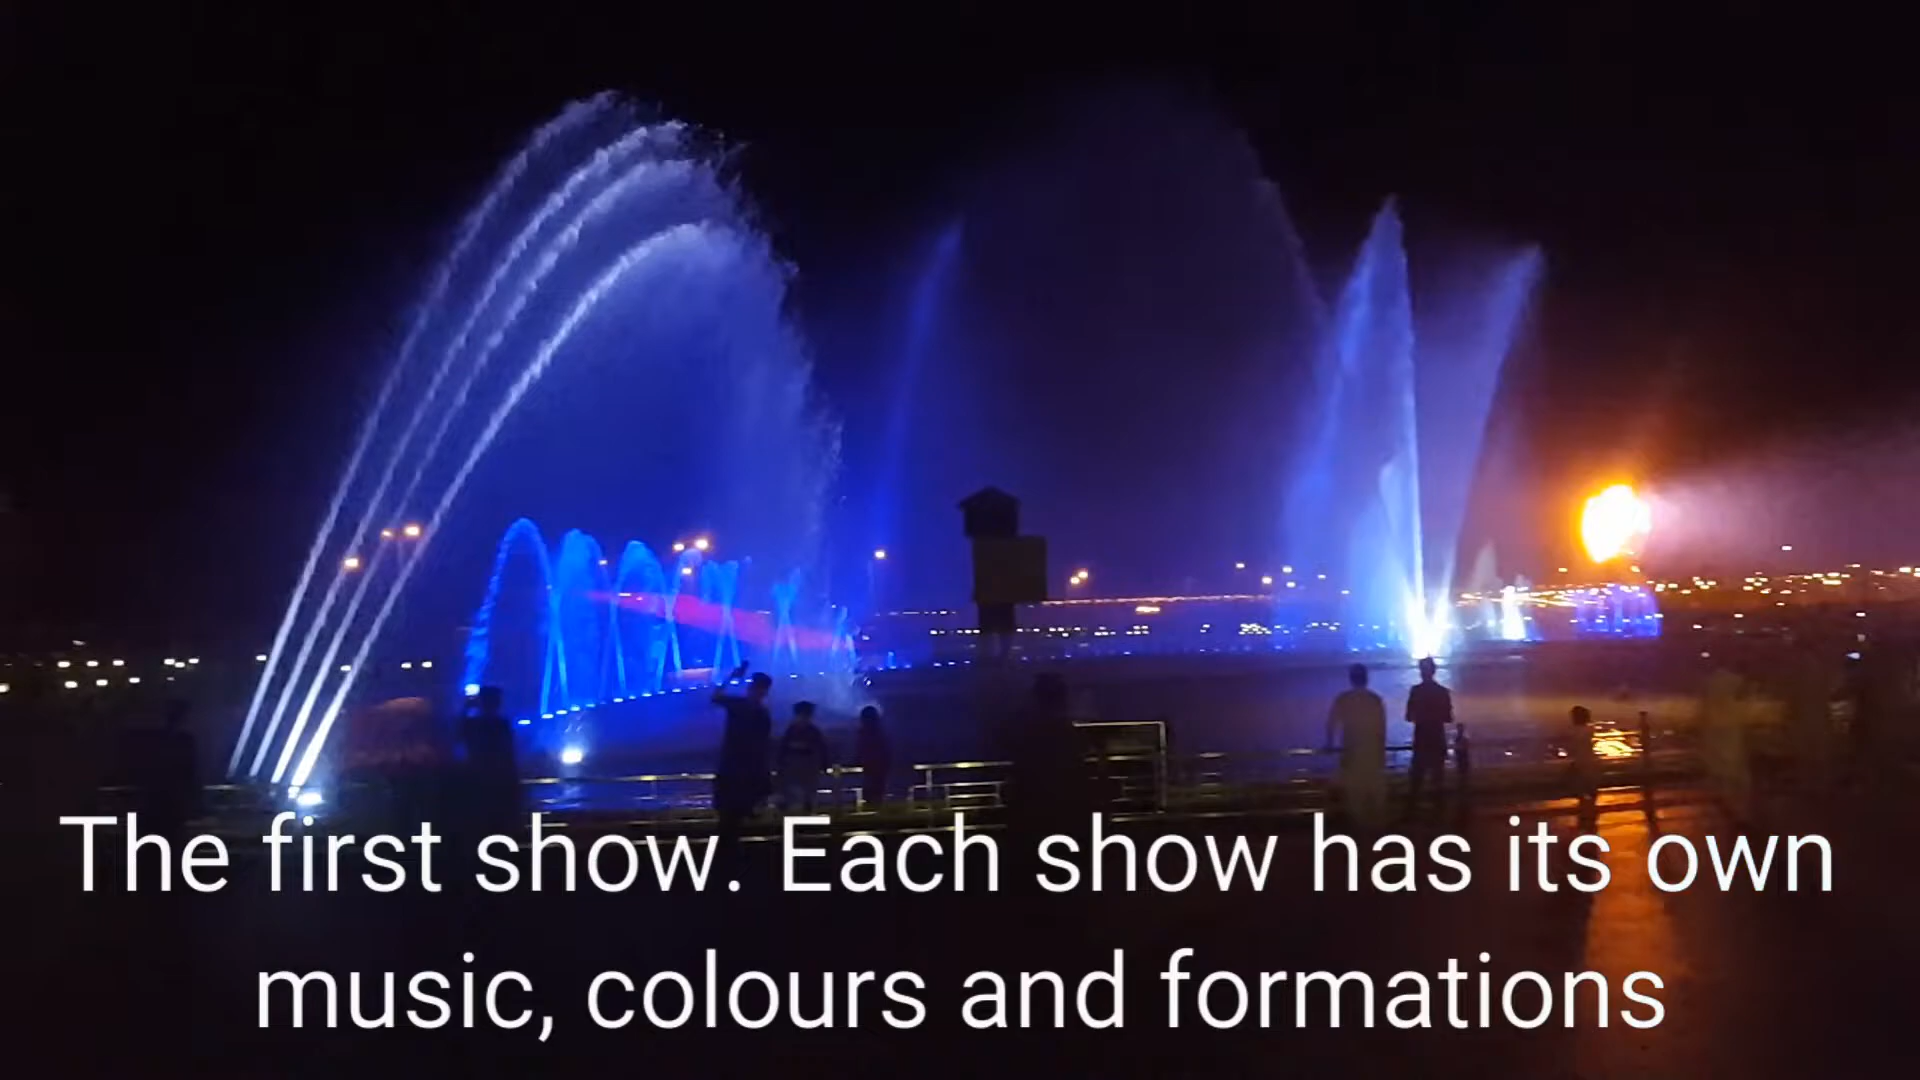 The first show. Each show has its own
music, colours and formations